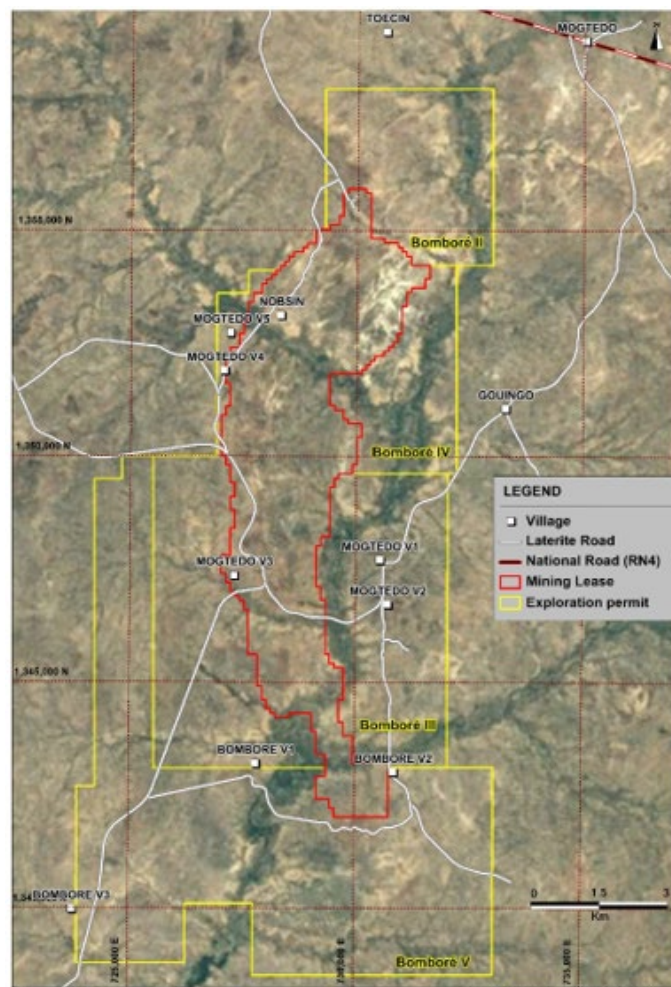 TOECIN
MOGTEDO
1,355,000 N
Bomboré II
NOBSIN
MOGTEDO V5
MOGTEDO V4
GOUINGO
1,350,000 N
Bomboré IV
LEGEND
Village
Laterite Road
National Road (RN4)
Mining Lease
Exploration permit
MOGTEDO V1
MOGTEDO V3
MOGTEDO V2
1,345,000 N
Bomboré III
BOMBORE V1
BOMBORE V2
BOMBORE V3
0 1.5 3
Km
725,000 E
735,000 E
Bomboré V